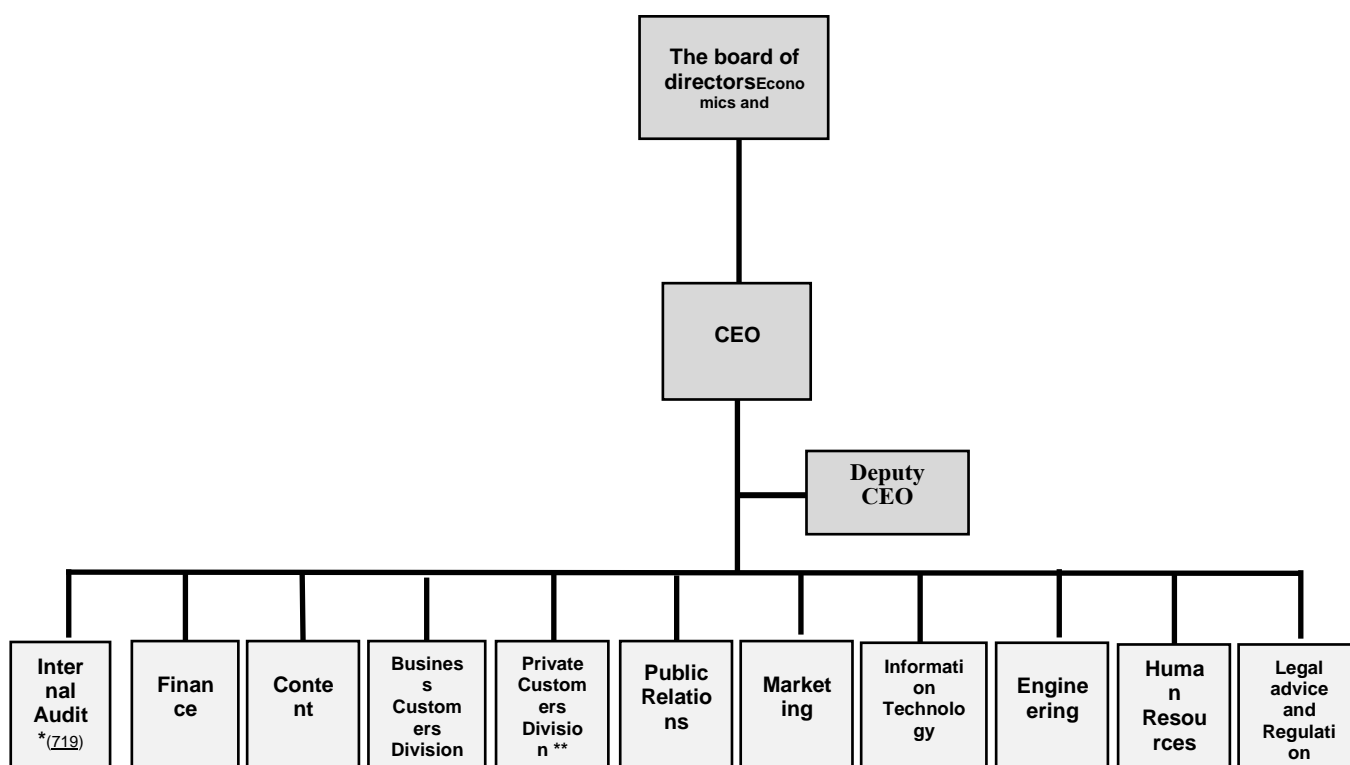 The board of
directorsEcono
mics and
CEO
Deputy
CEO
Inter
nal
Audit
*(719)
Finan
ce
Conte
nt
Busines
s
Custom
ers
Division
Private
Custom
ers
Divisio
n **
Public
Relatio
ns
Market
ing
Informati
on
Technolo
gy
Engine
ering
Huma
n
Resou
rces
Legal
advice
and
Regulati
on